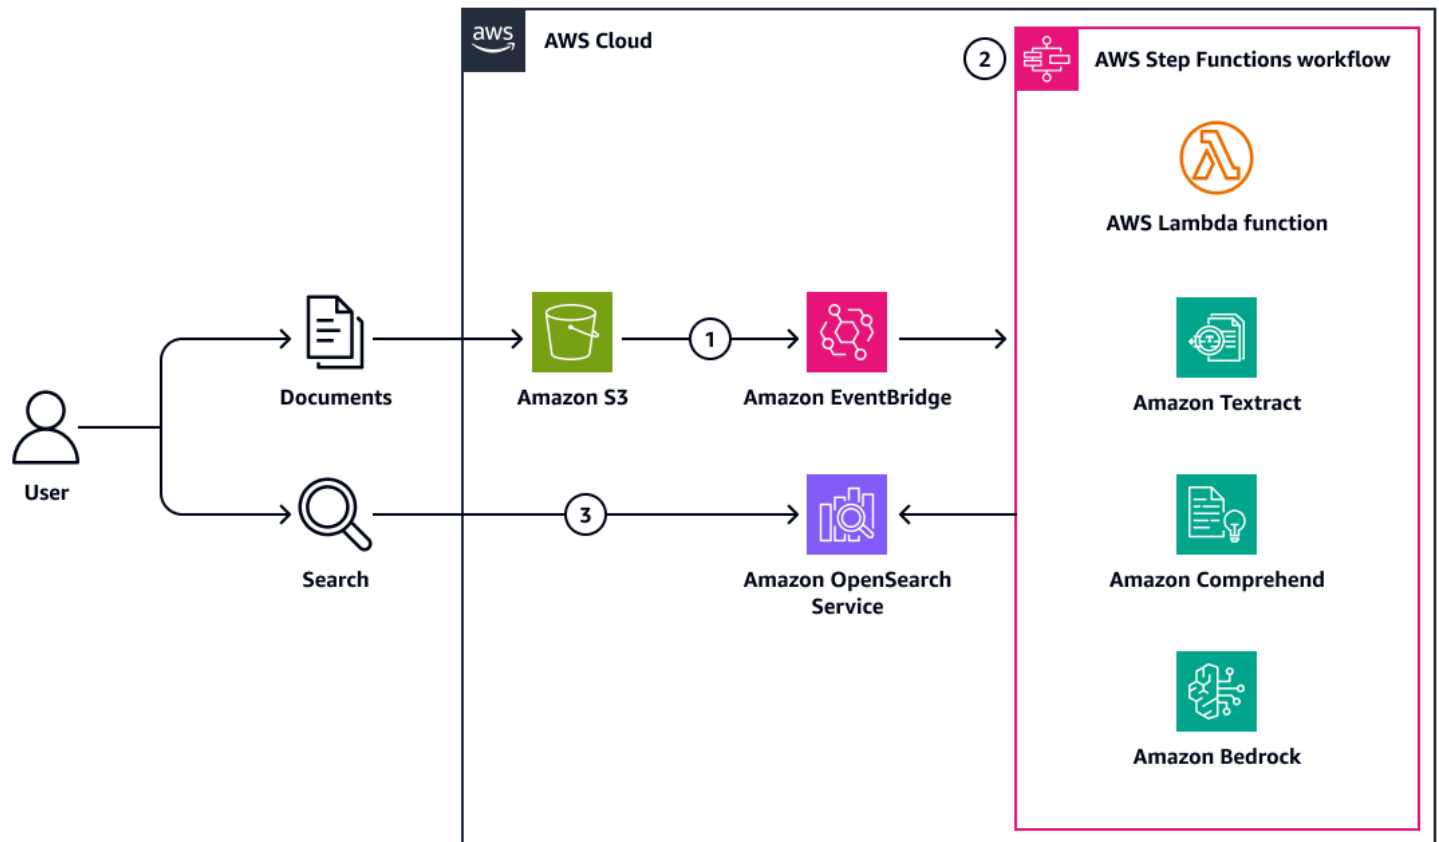 aws
AWS Cloud
2
AWS Step Functions workflow
AWS Lambda function
1
Documents
Amazon S3
Amazon EventBridge
Amazon Textract
User
3
Search
Amazon OpenSearch
Service
Amazon Comprehend
Amazon Bedrock